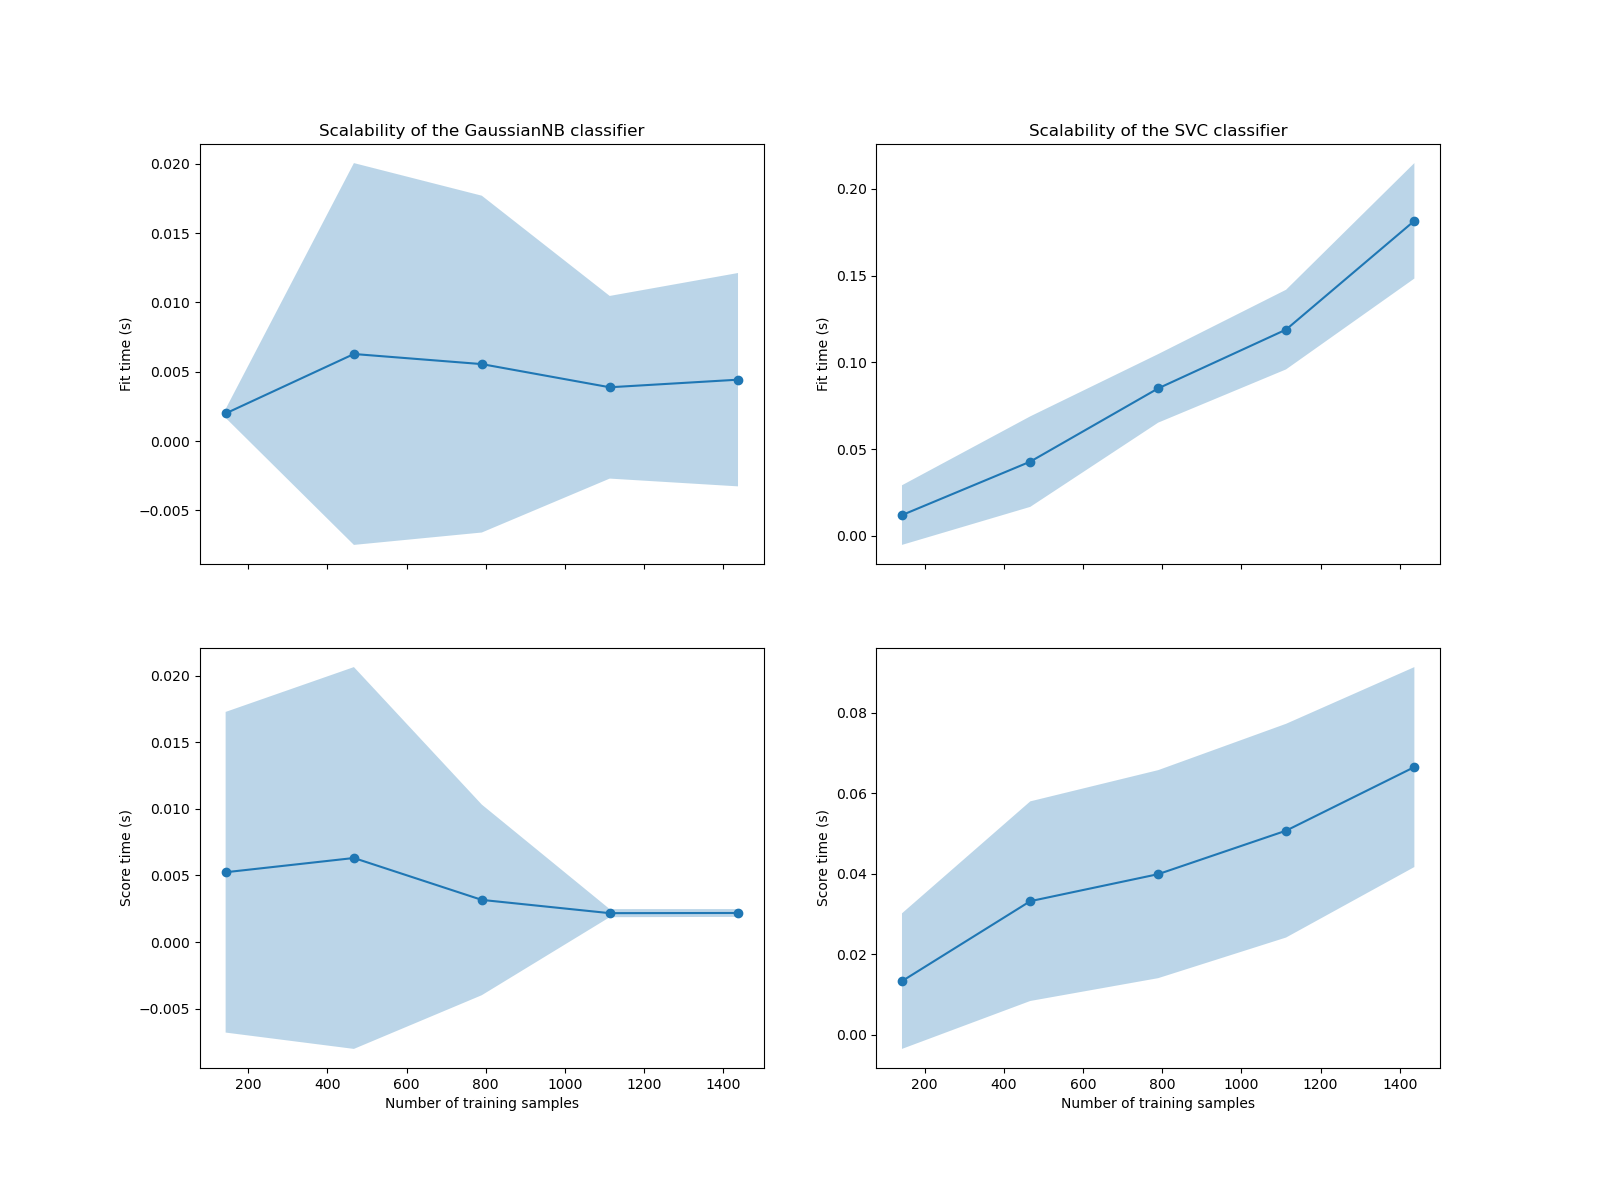 Scalability of the GaussianNB classifier
0.020
0.015
0.010
0.005
0.000
−0.005
Fit time (s)
Scalability of the SVC classifier
0.20
0.15
0.10
0.05
0.00
Fit time (s)
0.020
0.015
0.010
0.005
0.000
−0.005
Score time (s)
200 400 600 800 1000 1200 1400
Number of training samples
0.08
0.06
0.04
0.02
0.00
Score time (s)
200 400 600 800 1000 1200 1400
Number of training samples